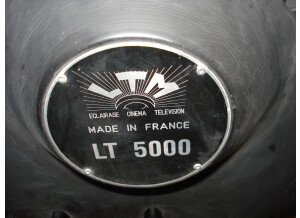 LTM
ECLAIRAGE CINEMA TELEVISION
MADE IN FRANCE
LT 5000